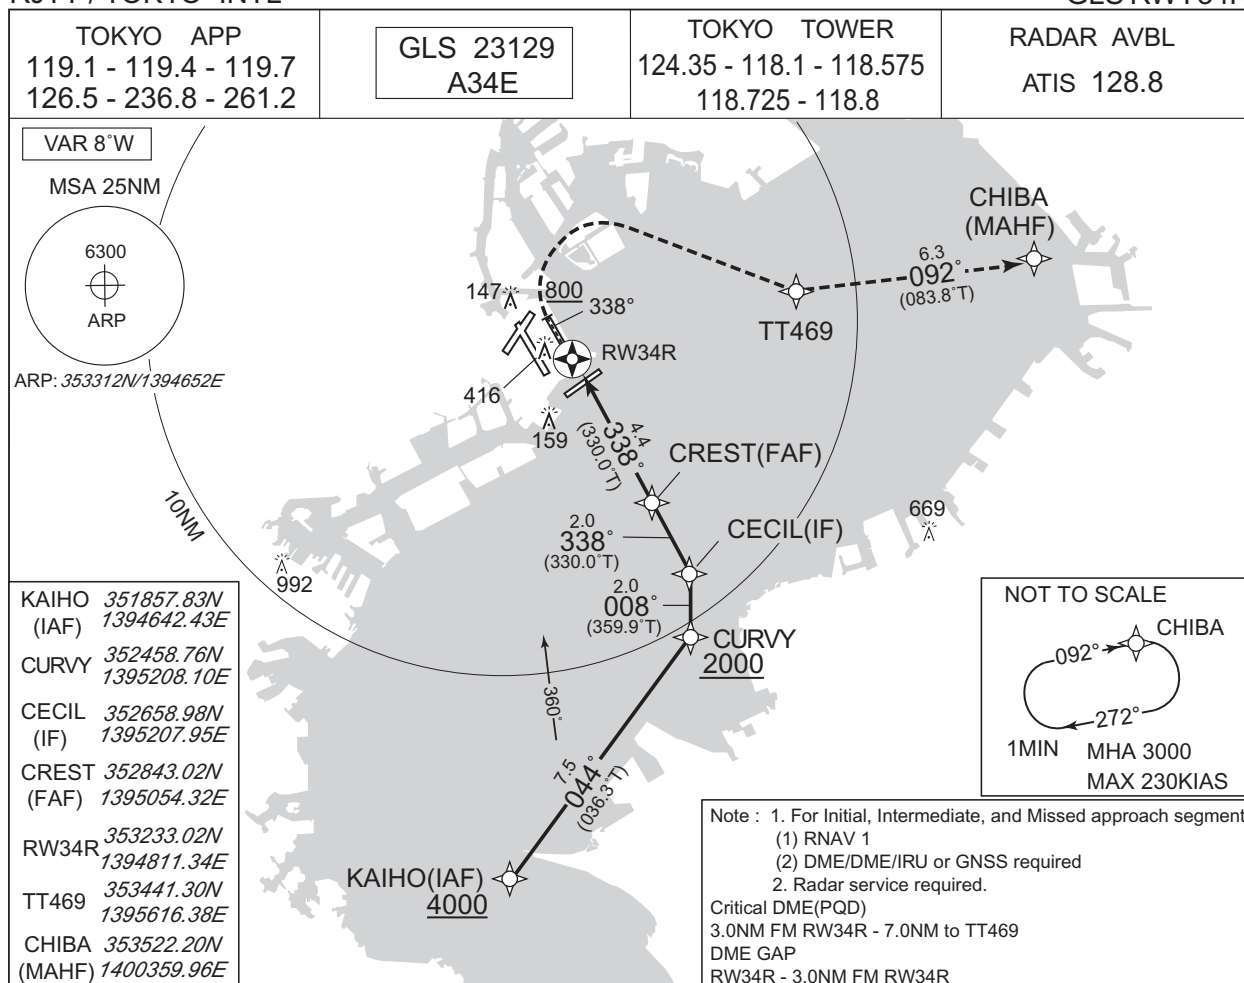 TOKYO APP
119.1 - 119.4 - 119.7
126.5 - 236.8 - 261.2
GLS 23129
A34E
TOKYO TOWER
124.35 - 118.1 - 118.575
118.725 - 118.8
RADAR AVBL
ATIS 128.8
VAR 8°W
MSA 25NM
6300
ARP
ARP: 353312N/1394652E
10NM
CHIBA
(MAHF)
6.3
092°
(083.8°T)
TT469
147
800
338°
RW34R
416
159
4.4
338°
(330.0°T)
CREST(FAF)
2.0
338°
(330.0°T)
CECIL(IF)
669
992
2.0
008°
(359.9°T)
CURVY
2000
360°
7.5
044°
(036.3°T)
KAIHO(IAF)
4000
KAIHO 351857.83N
(IAF) 1394642.43E
CURVY 352458.76N
1395208.10E
CECIL 352658.98N
(IF) 1395207.95E
CREST 352843.02N
(FAF) 1395054.32E
RW34R 353233.02N
1394811.34E
TT469 353441.30N
1395616.38E
CHIBA 353522.20N
(MAHF) 1400359.96E
NOT TO SCALE
CHIBA
092°
272°
1MIN MHA 3000
MAX 230KIAS
Note : 1. For Initial, Intermediate, and Missed approach segment
(1) RNAV 1
(2) DME/DME/IRU or GNSS required
2. Radar service required.
Critical DME(PQD)
3.0NM FM RW34R - 7.0NM to TT469
DME GAP
RW34R - 3.0NM FM RW34R